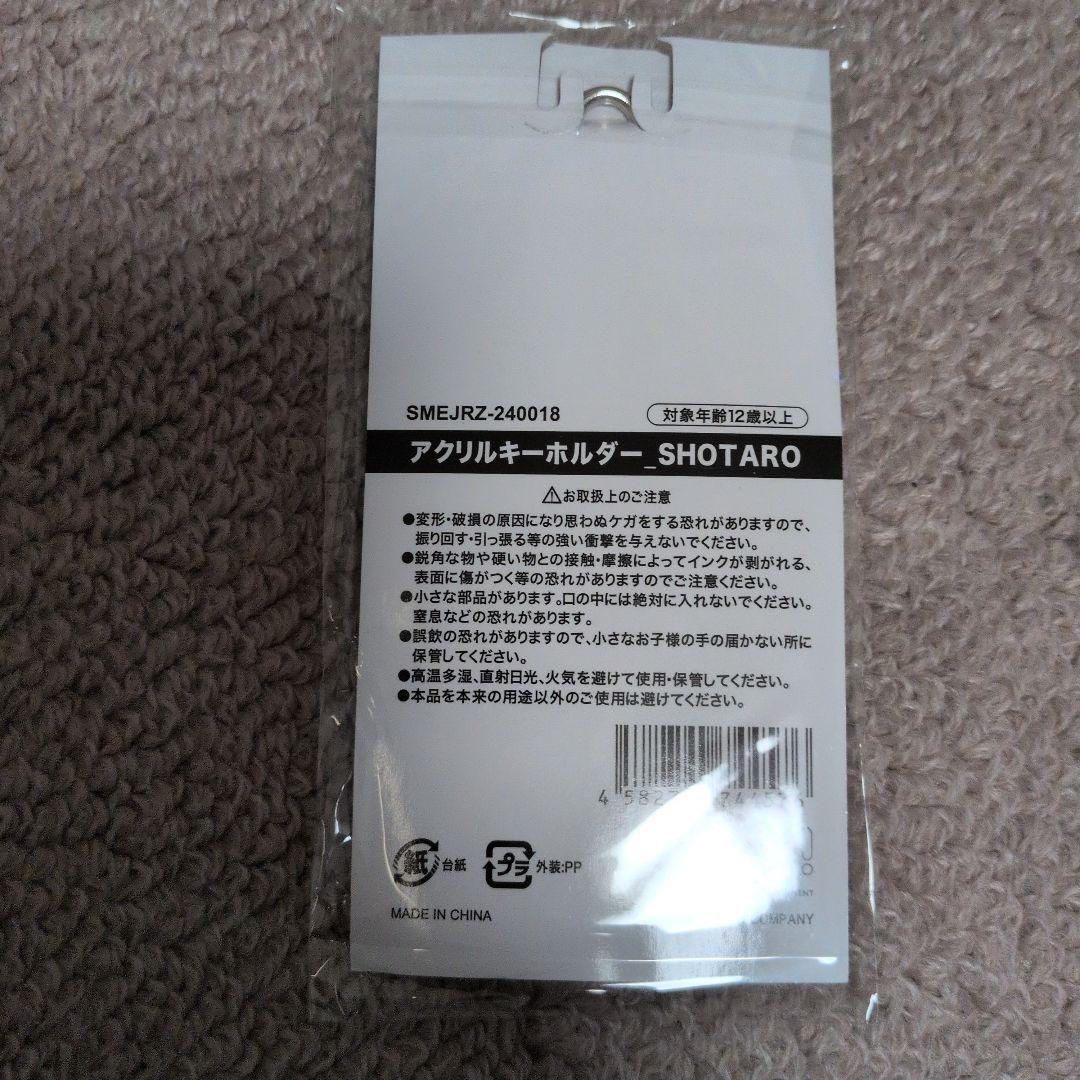 SMEJRZ-240018
対象年齢12歳以上
アクリルキーホルダー_SHOTARO
⚠お取扱上のご注意
●変形・破損の原因になり思わぬケガをする恐れがありますので、
振り回す・引っ張る等の強い衝撃を与えないでください。
●鋭角な物や硬い物との接触・摩擦によってインクが剥がれる、
表面に傷がつく等の恐れがありますのでご注意ください。
●小さな部品があります。口の中には絶対に入れないでください。
窒息などの恐れがあります。
●誤飲の恐れがありますので、小さなお子様の手の届かない所に
保管してください。
●高温多湿、直射日光、火気を避けて使用・保管してください。
●本品を本来の用途以外のご使用は避けてください。
紙 台紙
プラ 外装:PP
MADE IN CHINA
COMPANY